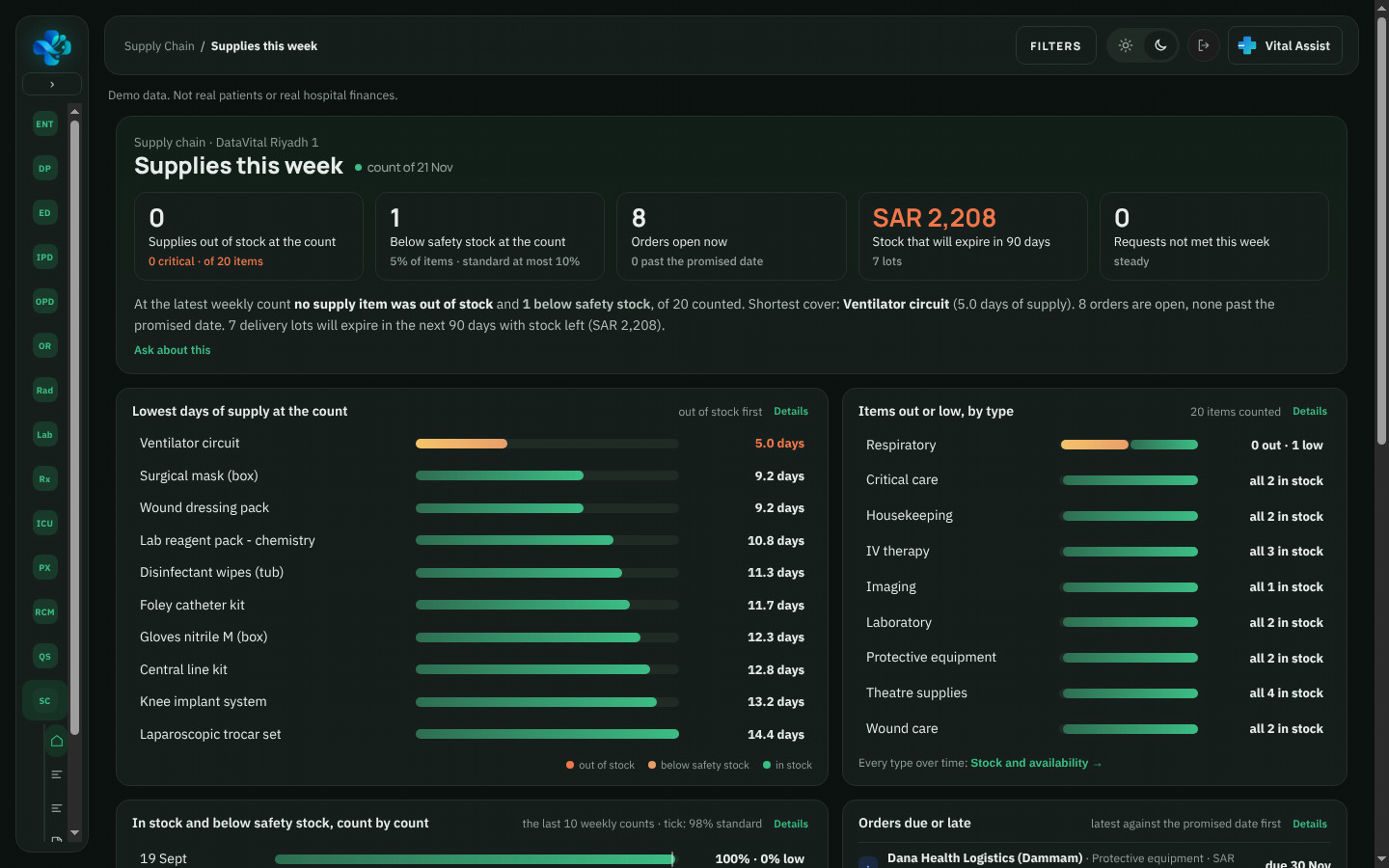 Supply Chain / Supplies this week
FILTERS
Vital Assist
›
ENT
DP
ED
IPD
OPD
OR
Rad
Lab
Rx
ICU
PX
RCM
QS
SC
Demo data. Not real patients or real hospital finances.
Supply chain · DataVital Riyadh 1
Supplies this week
count of 21 Nov
0
Supplies out of stock at the count
0 critical · of 20 items
1
Below safety stock at the count
5% of items · standard at most 10%
8
Orders open now
0 past the promised date
SAR 2,208
Stock that will expire in 90 days
7 lots
0
Requests not met this week
steady
At the latest weekly count no supply item was out of stock and 1 below safety stock, of 20 counted. Shortest cover: Ventilator circuit (5.0 days of supply). 8 orders are open, none past the
promised date. 7 delivery lots will expire in the next 90 days with stock left (SAR 2,208).
Ask about this
Lowest days of supply at the count
out of stock first Details
Ventilator circuit 5.0 days
Surgical mask (box) 9.2 days
Wound dressing pack 9.2 days
Lab reagent pack - chemistry 10.8 days
Disinfectant wipes (tub) 11.3 days
Foley catheter kit 11.7 days
Gloves nitrile M (box) 12.3 days
Central line kit 12.8 days
Knee implant system 13.2 days
Laparoscopic trocar set 14.4 days
out of stock below safety stock in stock
Items out or low, by type
20 items counted Details
Respiratory 0 out · 1 low
Critical care all 2 in stock
Housekeeping all 2 in stock
IV therapy all 3 in stock
Imaging all 1 in stock
Laboratory all 2 in stock
Protective equipment all 2 in stock
Theatre supplies all 4 in stock
Wound care all 2 in stock
Every type over time: Stock and availability →
In stock and below safety stock, count by count
the last 10 weekly counts · tick: 98% standard Details
19 Sept 100% · 0% low
Orders due or late
latest against the promised date first Details
Dana Health Logistics (Dammam) · Protective equipment · SAR
due 30 Nov